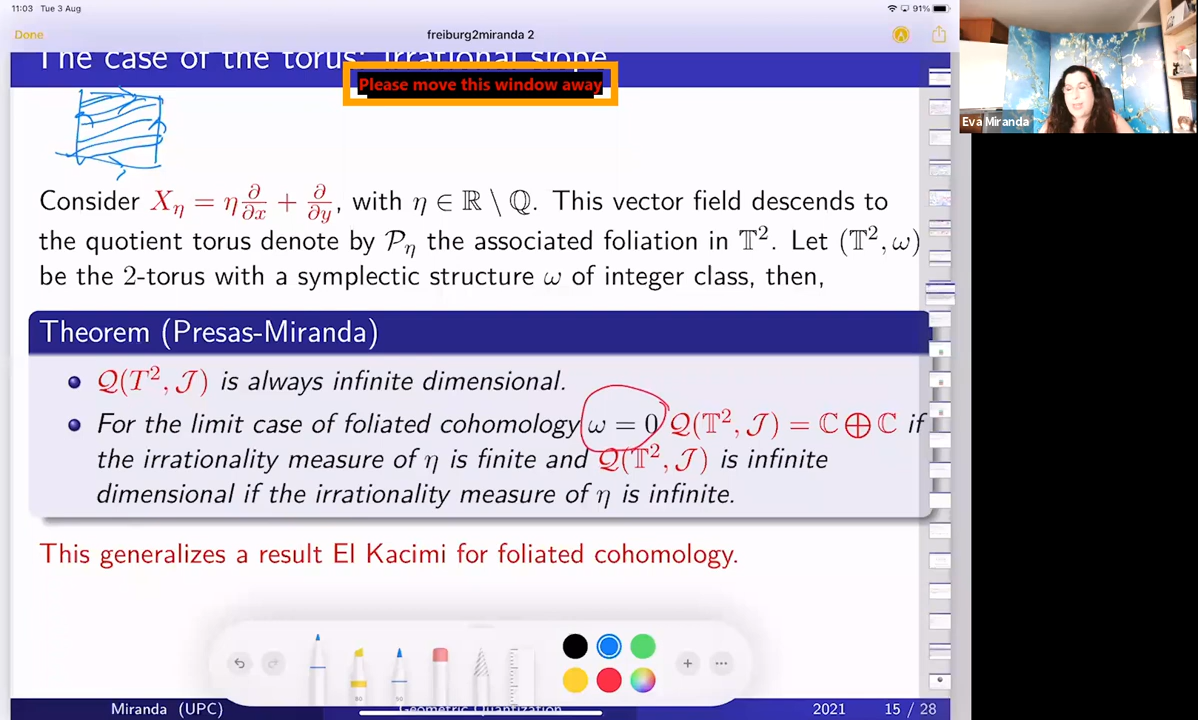 11:03 Tue 3 Aug
91%
Done
freiburg2miranda 2
The case of the torus: irrational slope
Please move this window away
Eva Miranda
Consider X_η = η ∂/∂x + ∂/∂y, with η ∈ ℝ \ ℚ. This vector field descends to
the quotient torus denote by 𝒫_η the associated foliation in 𝕋². Let (𝕋², ω)
be the 2-torus with a symplectic structure ω of integer class, then,
Theorem (Presas-Miranda)
𝒬(T², 𝒥) is always infinite dimensional.
For the limit case of foliated cohomology ω = 0 𝒬(𝕋², 𝒥) = ℂ ⊕ ℂ if
the irrationality measure of η is finite and 𝒬(𝕋², 𝒥) is infinite
dimensional if the irrationality measure of η is infinite.
This generalizes a result El Kacimi for foliated cohomology.
Miranda (UPC)
Geometric Quantization
2021
15 / 28